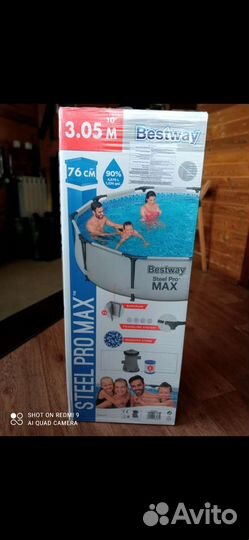 10'
3.05 M
Bestway
76 CM
90%
Bestway
Steel Pro
MAX
STEEL PRO MAX™
SHOT ON REDMI 9
AI QUAD CAMERA
Avito